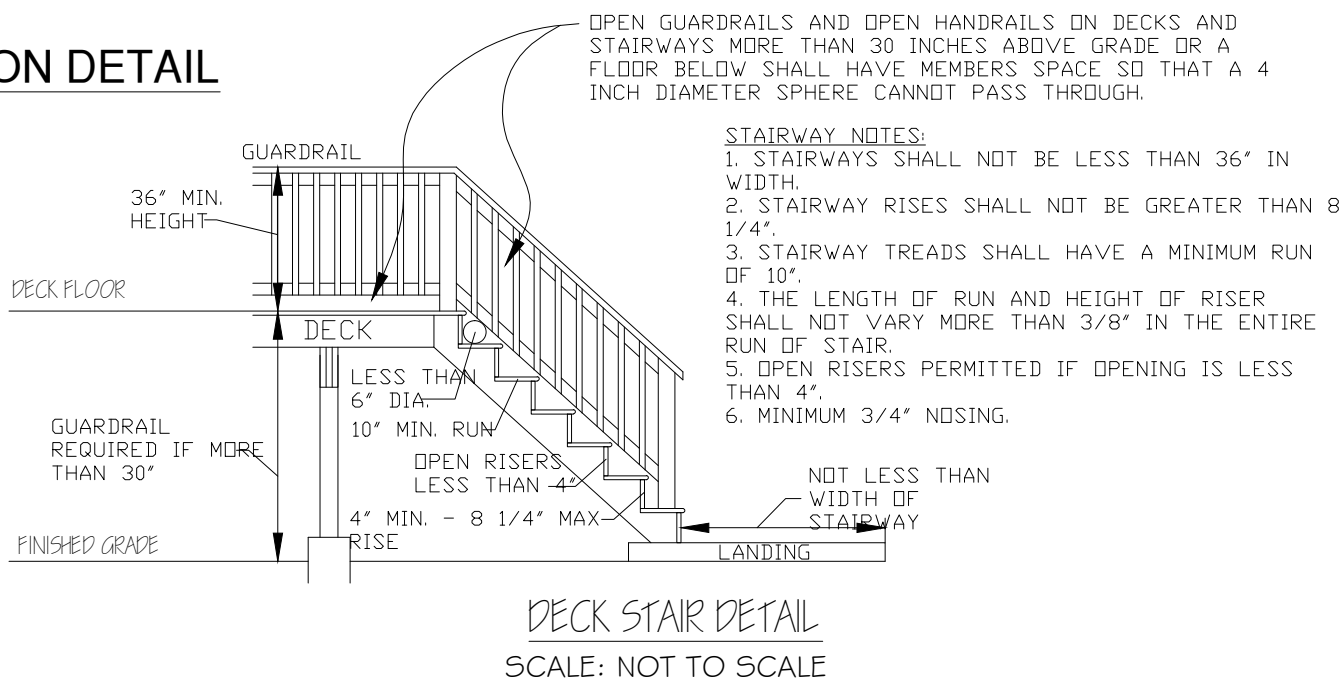 ON DETAIL
OPEN GUARDRAILS AND OPEN HANDRAILS ON DECKS AND
STAIRWAYS MORE THAN 30 INCHES ABOVE GRADE OR A
FLOOR BELOW SHALL HAVE MEMBERS SPACE SO THAT A 4
INCH DIAMETER SPHERE CANNOT PASS THROUGH.
STAIRWAY NOTES:
1. STAIRWAYS SHALL NOT BE LESS THAN 36" IN
WIDTH.
2. STAIRWAY RISES SHALL NOT BE GREATER THAN 8
1/4".
3. STAIRWAY TREADS SHALL HAVE A MINIMUM RUN
OF 10".
4. THE LENGTH OF RUN AND HEIGHT OF RISER
SHALL NOT VARY MORE THAN 3/8" IN THE ENTIRE
RUN OF STAIR.
5. OPEN RISERS PERMITTED IF OPENING IS LESS
THAN 4".
6. MINIMUM 3/4" NOSING.
GUARDRAIL
36" MIN.
HEIGHT
DECK FLOOR
DECK
LESS THAN
6" DIA.
10" MIN. RUN
GUARDRAIL
REQUIRED IF MORE
THAN 30"
OPEN RISERS
LESS THAN 4"
4" MIN. - 8 1/4" MAX
RISE
NOT LESS THAN
WIDTH OF
STAIRWAY
FINISHED GRADE
LANDING
DECK STAIR DETAIL
SCALE: NOT TO SCALE